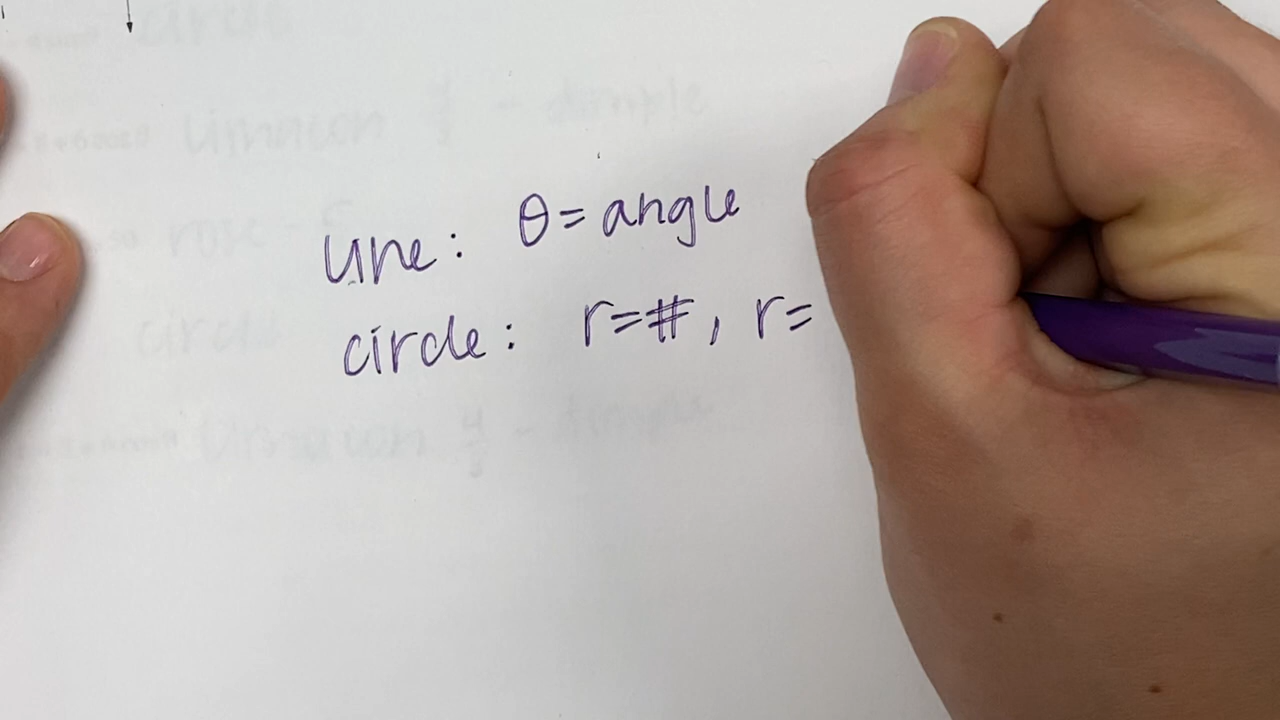 line: θ = angle
circle: r = #, r =